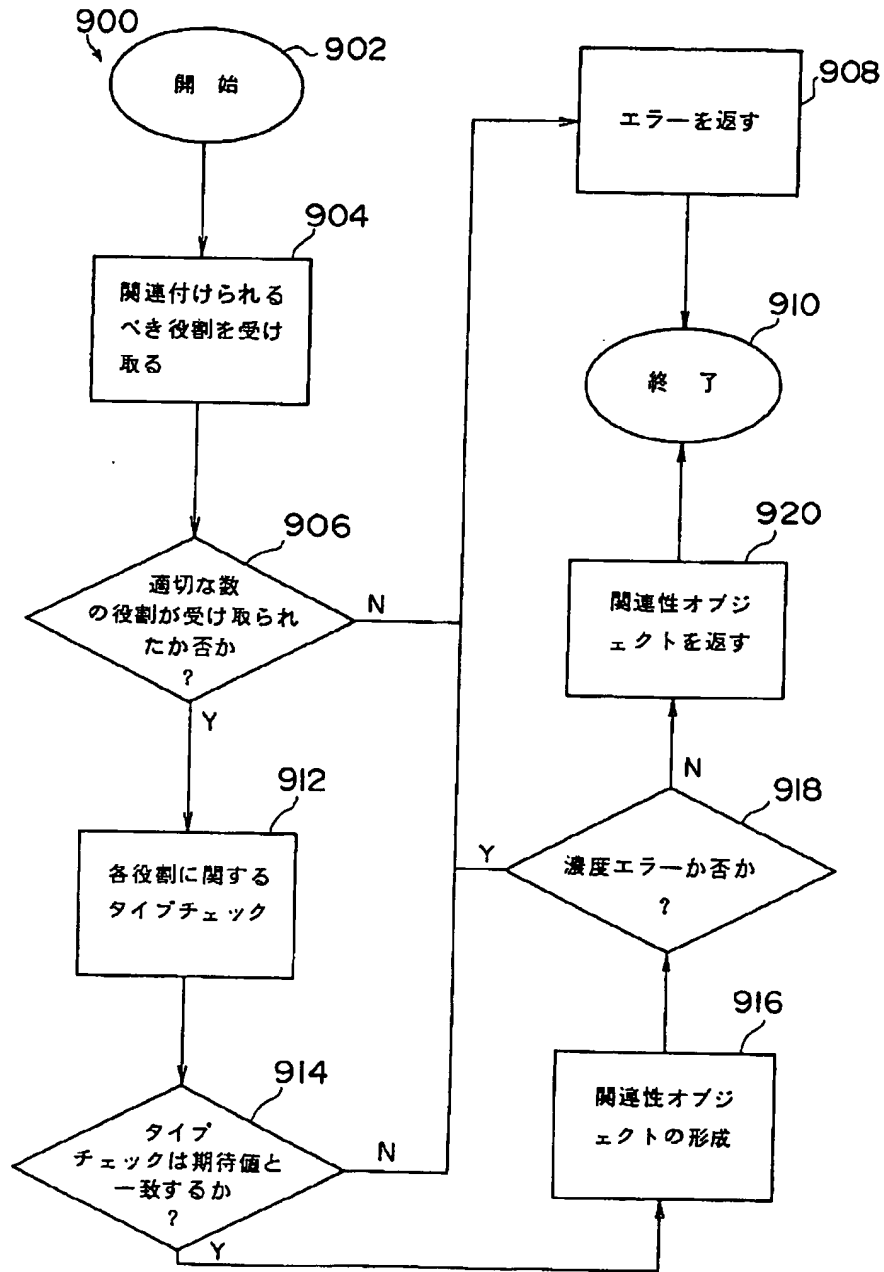 900
902
開始
904
関連付けられる
べき役割を受け
取る
906
適切な数
の役割が受け取られ
たか否か
?
N
Y
912
各役割に関する
タイプチェック
914
タイプ
チェックは期待値と
一致するか
?
N
Y
908
エラーを返す
910
終了
920
関連性オブジ
ェクトを返す
N
918
Y
濃度エラーか否か
?
916
関連性オブジ
ェクトの形成